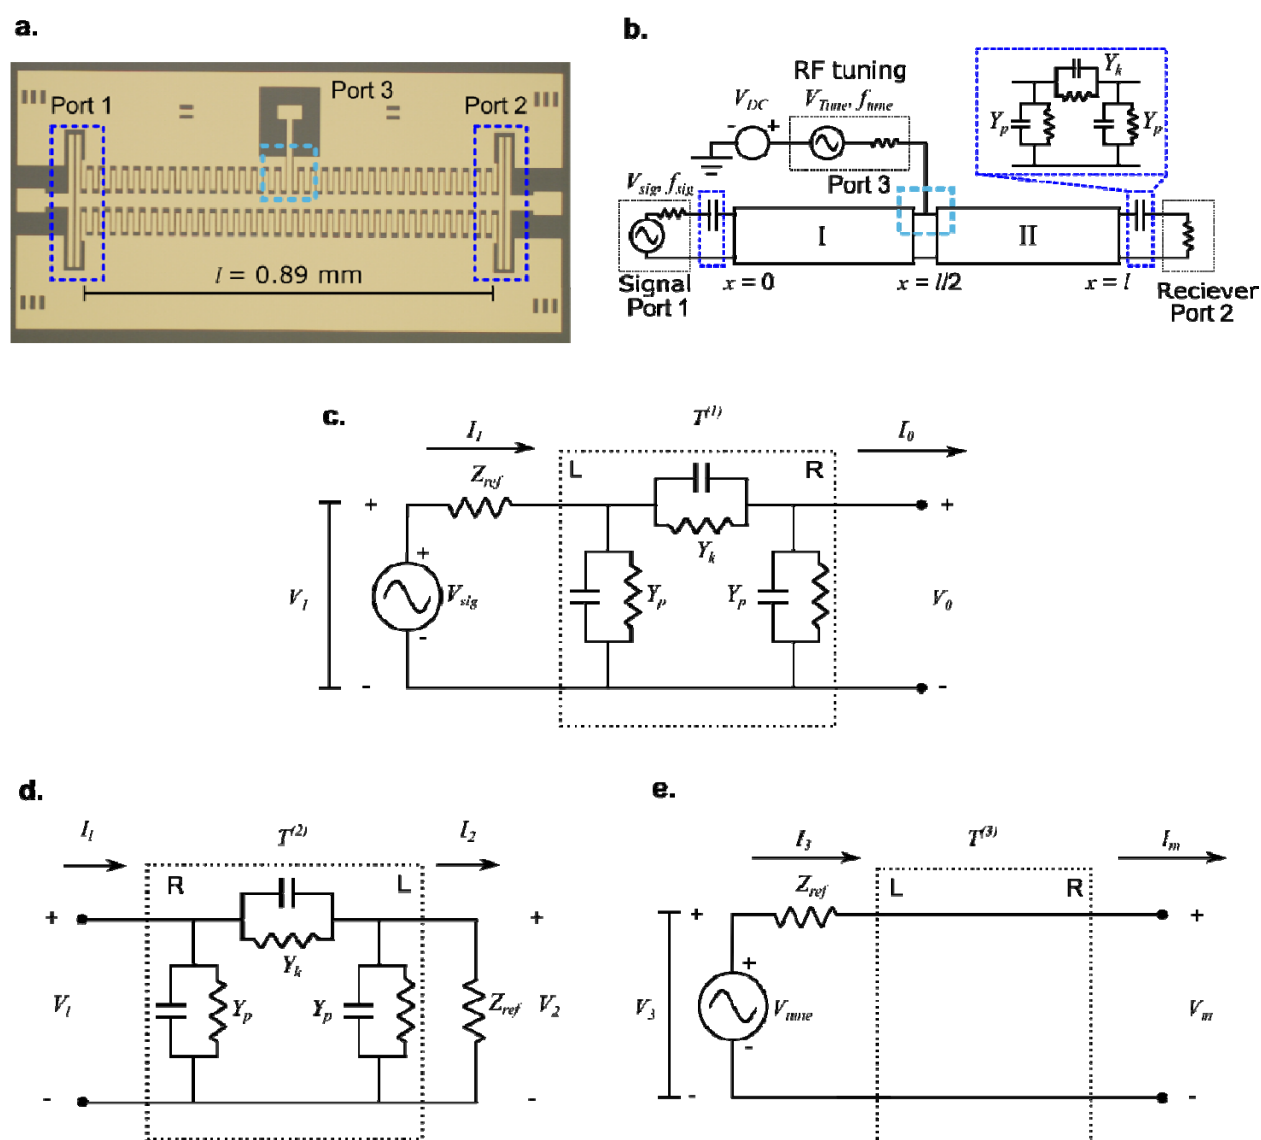 a.
Port 1
Port 3
Port 2
l = 0.89 mm
b.
RF tuning
V_DC
V_Tune, f_tune
- +
Port 3
Y_k
Y_p
Y_p
V_sig, f_sig
I
II
Signal
Port 1
x = 0
x = l/2
x = l
Reciever
Port 2
c.
I_1
T^(1)
I_0
L
R
Z_ref
+
+
+
Y_k
V_1
V_sig
Y_p
Y_p
V_0
-
-
-
d.
I_l
T^(2)
I_2
R
L
+
+
Y_k
V_l
Y_p
Y_p
Z_ref
V_2
-
-
e.
I_3
T^(3)
I_m
Z_ref
L
R
+
+
+
V_3
V_tune
V_m
-
-
-